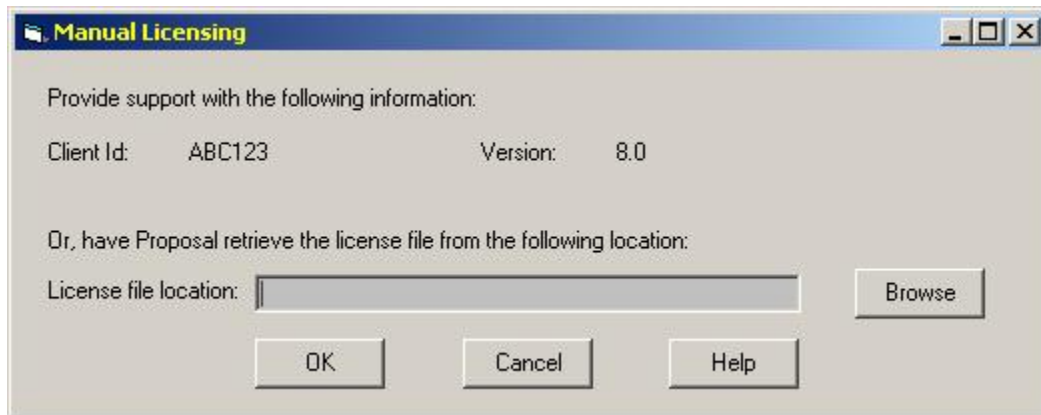 Manual Licensing
Provide support with the following information:
Client Id: ABC123 Version: 8.0
Or, have Proposal retrieve the license file from the following location:
License file location: Browse
OK Cancel Help